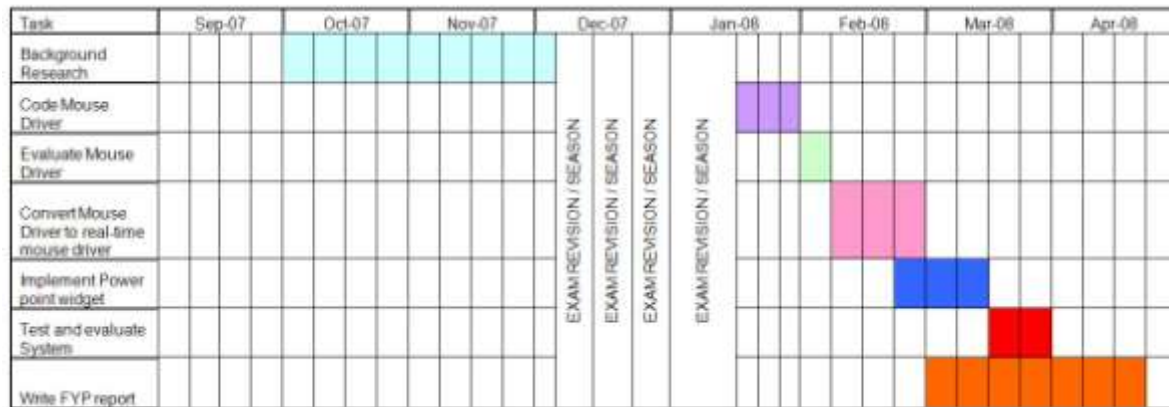 Task Sep-07 Oct-07 Nov-07 Dec-07 Jan-08 Feb-08 Mar-08 Apr-08
Background
Research
Code Mouse
Driver
Evaluate Mouse
Driver
Convert Mouse
Driver to real-time
mouse driver
Implement Power
point widget
Test and evaluate
System
Write FYP report
EXAM REVISION / SEASON
EXAM REVISION / SEASON
EXAM REVISION / SEASON
EXAM REVISION / SEASON